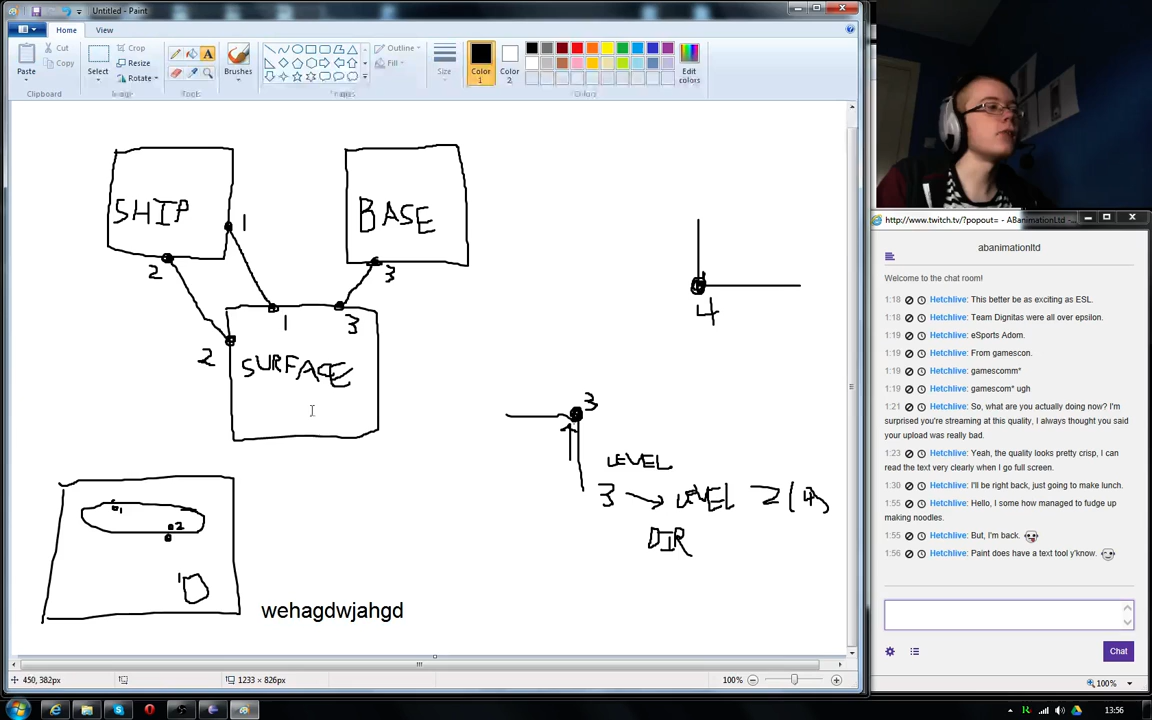 Untitled - Paint
Home
View
Paste
Cut
Copy
Clipboard
Select
Crop
Resize
Rotate
Image
Tools
Brushes
Shapes
Outline
Fill
Size
Color
1
Color
2
Edit
colors
Colors
SHIP
1
2
BASE
3
1
3
2
SURFACE
4
3
LEVEL
3 → LEVEL 2 (4)
DIR
1
2
1
wehagdwjahgd
450, 382px
1233 × 826px
100%
http://www.twitch.tv/?popout= - ABanimationLtd - ...
abanimationltd
Welcome to the chat room!
1:18 Hetchlive: This better be as exciting as ESL.
1:18 Hetchlive: Team Dignitas were all over epsilon.
1:19 Hetchlive: eSports Adom.
1:19 Hetchlive: From gamescon.
1:19 Hetchlive: gamescomm*
1:19 Hetchlive: gamescom* ugh
1:21 Hetchlive: So, what are you actually doing now? I'm
surprised you're streaming at this quality, I always thought you said
your upload was really bad.
1:23 Hetchlive: Yeah, the quality looks pretty crisp, I can
read the text very clearly when I go full screen.
1:30 Hetchlive: I'll be right back, just going to make lunch.
1:55 Hetchlive: Hello, I some how managed to fudge up
making noodles.
1:55 Hetchlive: But, I'm back.
1:56 Hetchlive: Paint does have a text tool y'know.
Chat
100%
13:56